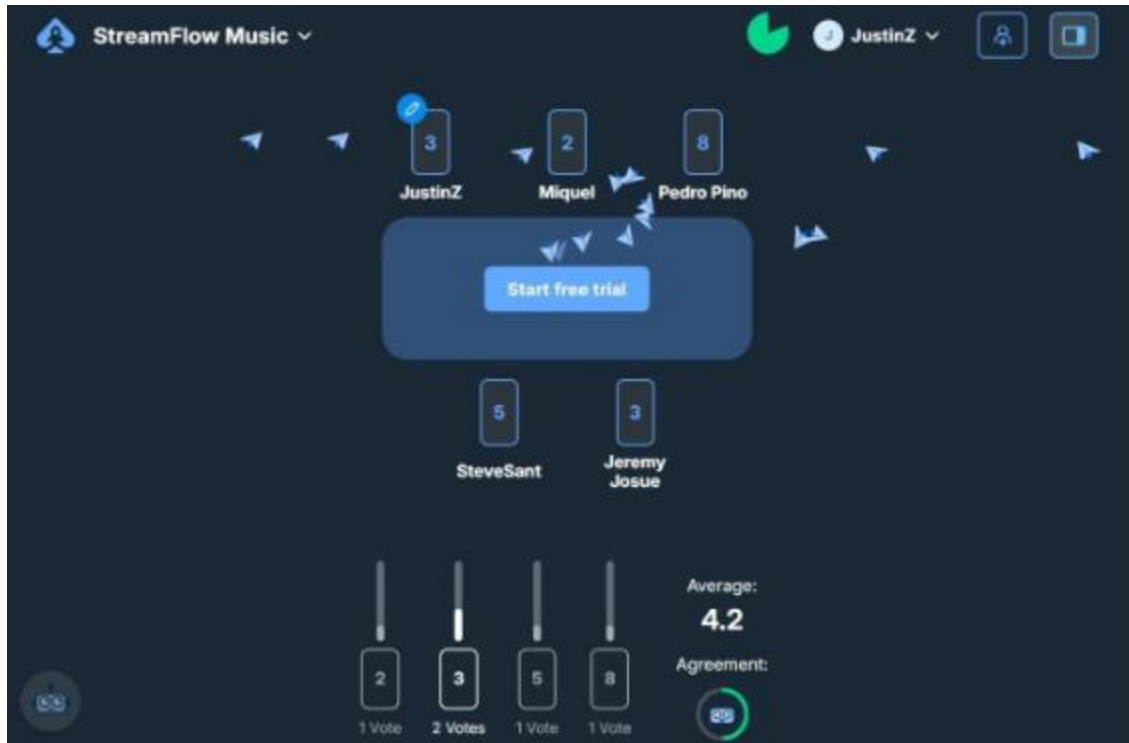 StreamFlow Music
J
JustinZ
3
2
8
JustinZ
Miquel
Pedro Pino
Start free trial
5
3
SteveSant
Jeremy
Josue
Average:
4.2
Agreement:
2
3
5
8
1 Vote
2 Votes
1 Vote
1 Vote